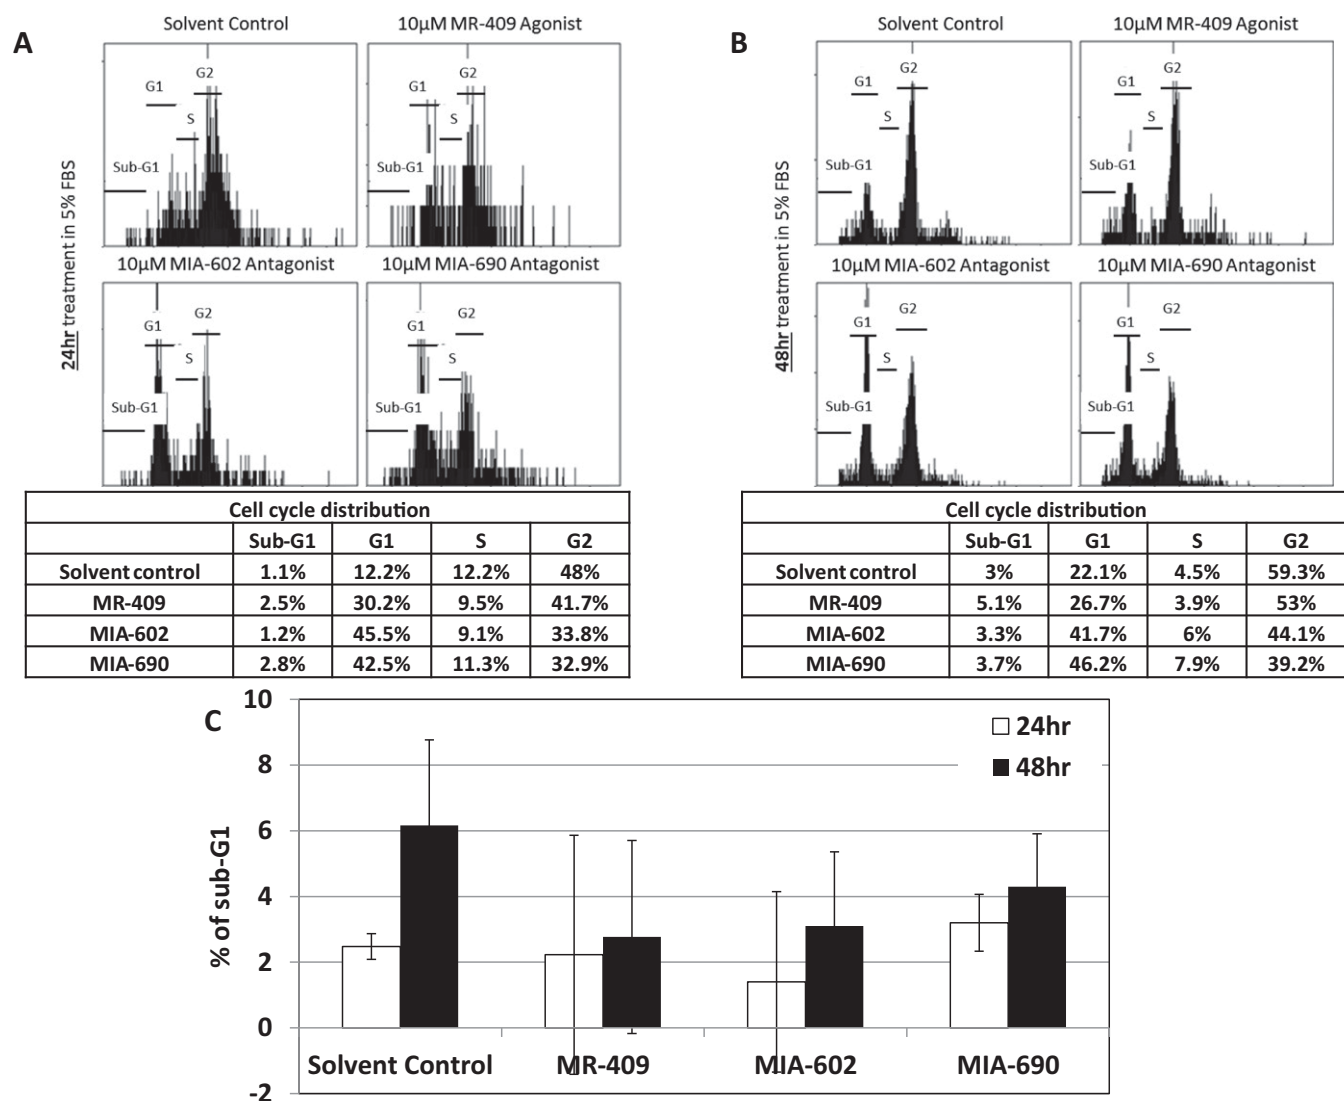 A
Solvent Control
10µM MR-409 Agonist
G1
S
G2
Sub-G1
G1
S
G2
Sub-G1
24hr treatment in 5% FBS
10µM MIA-602 Antagonist
10µM MIA-690 Antagonist
G1
S
G2
Sub-G1
G1
S
G2
Sub-G1
Cell cycle distribution
Sub-G1 G1 S G2
Solvent control 1.1% 12.2% 12.2% 48%
MR-409 2.5% 30.2% 9.5% 41.7%
MIA-602 1.2% 45.5% 9.1% 33.8%
MIA-690 2.8% 42.5% 11.3% 32.9%
B
Solvent Control
10µM MR-409 Agonist
G1
S
G2
Sub-G1
G1
S
G2
Sub-G1
48hr treatment in 5% FBS
10µM MIA-602 Antagonist
10µM MIA-690 Antagonist
G1
S
G2
Sub-G1
G1
S
G2
Sub-G1
Cell cycle distribution
Sub-G1 G1 S G2
Solvent control 3% 22.1% 4.5% 59.3%
MR-409 5.1% 26.7% 3.9% 53%
MIA-602 3.3% 41.7% 6% 44.1%
MIA-690 3.7% 46.2% 7.9% 39.2%
C
% of sub-G1
10
8
6
4
2
0
-2
24hr
48hr
Solvent Control
MR-409
MIA-602
MIA-690